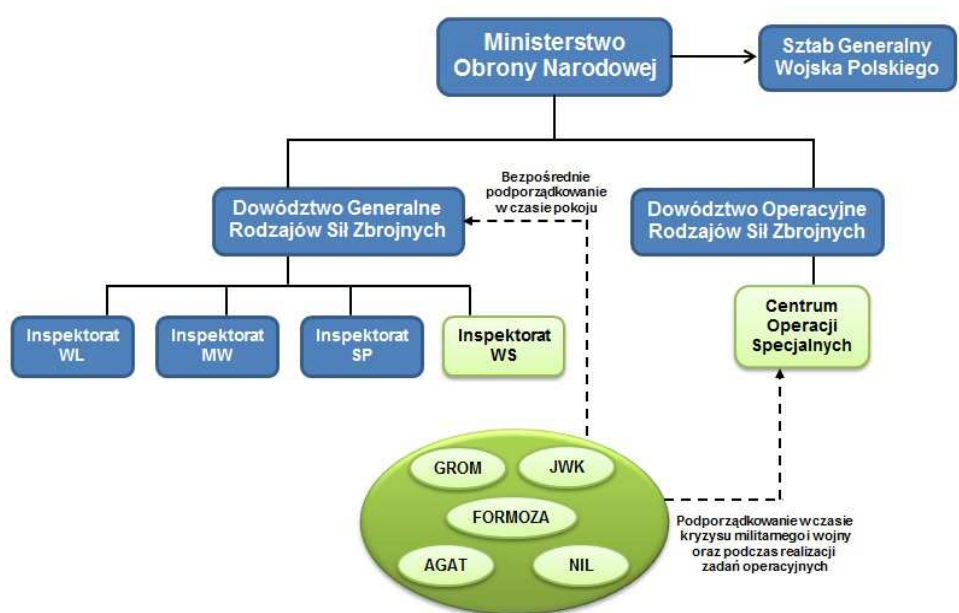 Ministerstwo
Obrony Narodowej
Sztab Generalny
Wojska Polskiego
Bezpośrednie
podporządkowanie
w czasie pokoju
Dowództwo Generalne
Rodzajów Sił Zbrojnych
Dowództwo Operacyjne
Rodzajów Sił Zbrojnych
Inspektorat
WL
Inspektorat
MW
Inspektorat
SP
Inspektorat
WS
Centrum
Operacji
Specjalnych
GROM
JWK
FORMOZA
AGAT
NIL
Podporządkowanie w czasie
kryzysu militarnego i wojny
oraz podczas realizacji
zadań operacyjnych